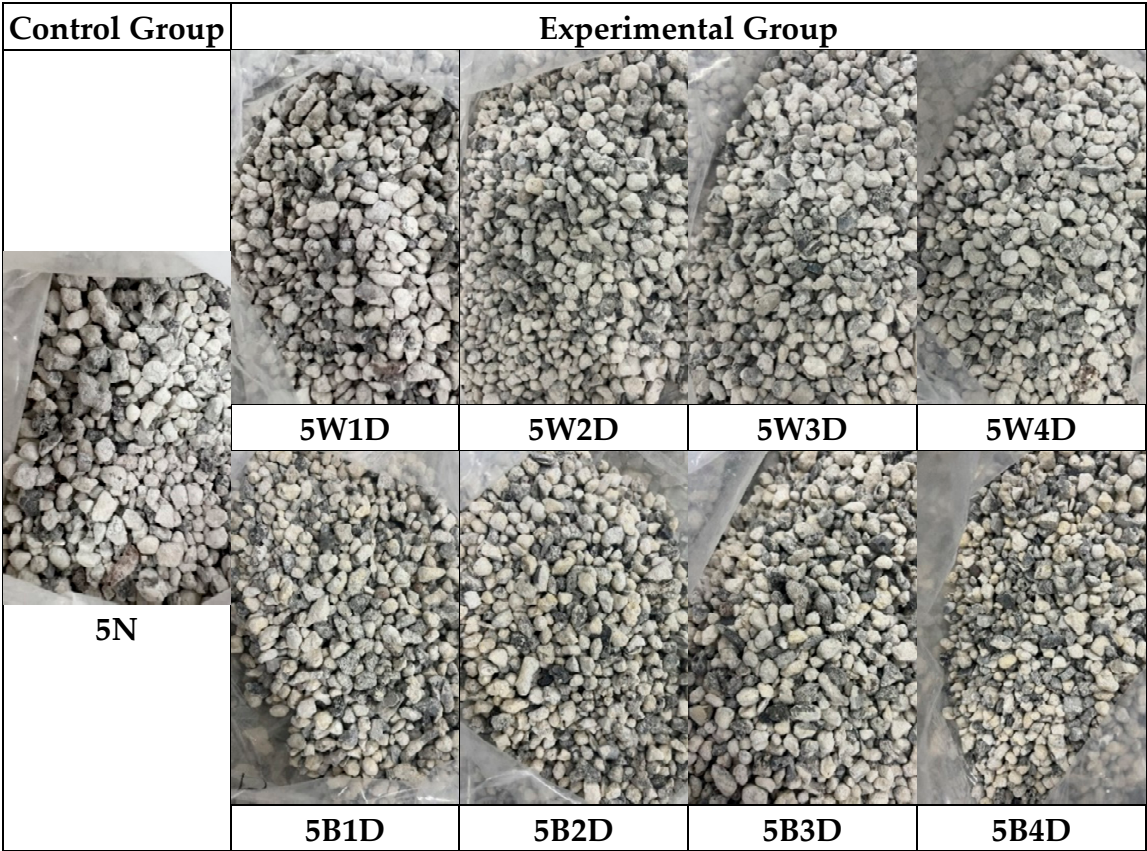 Control Group
Experimental Group
5N
5W1D
5W2D
5W3D
5W4D
5B1D
5B2D
5B3D
5B4D